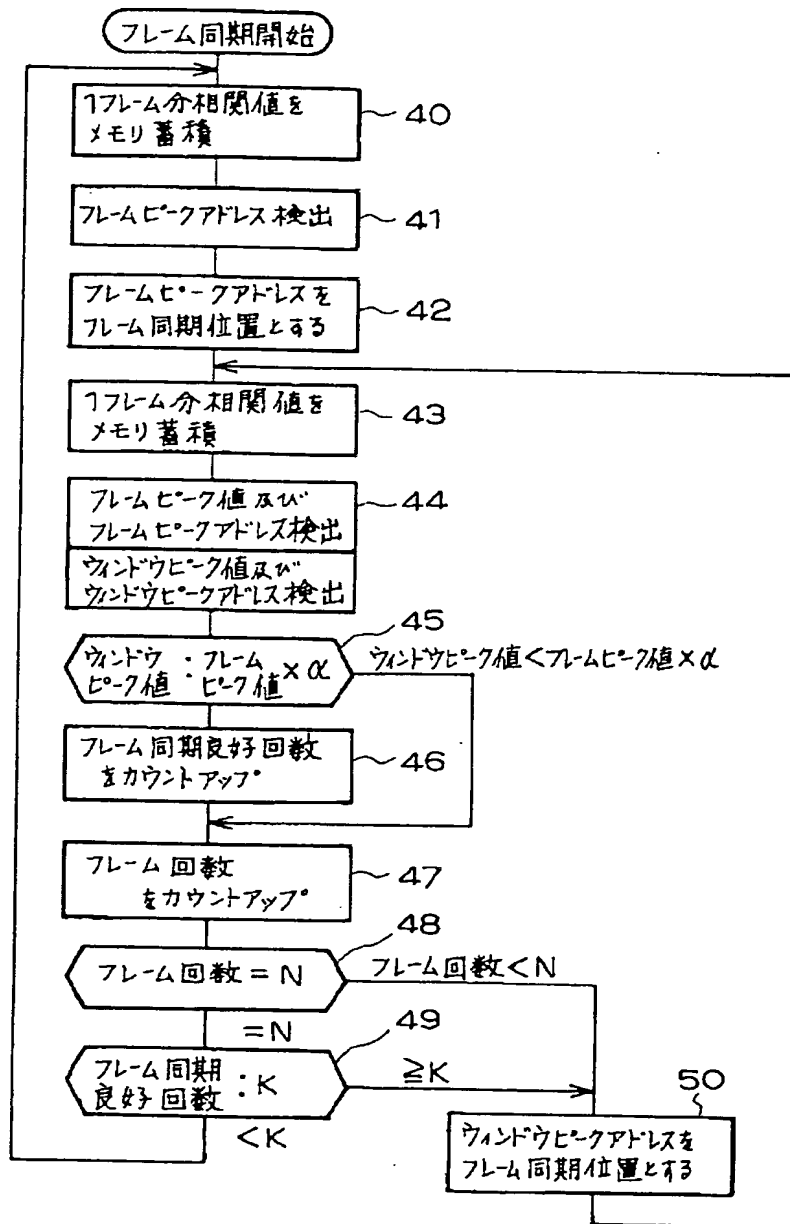 フレーム同期開始
1フレーム分相関値を
メモリ蓄積
40
フレームピークアドレス検出
41
フレームピークアドレスを
フレーム同期位置とする
42
1フレーム分相関値を
メモリ蓄積
43
フレームピーク値及び
フレームピークアドレス検出
44
ウィンドウピーク値及び
ウィンドウピークアドレス検出
45
ウィンドウ
ピーク値 : フレーム
ピーク値 × α
ウィンドウピーク値<フレームピーク値×α
フレーム同期良好回数
をカウントアップ
46
フレーム回数
をカウントアップ
47
48
フレーム回数=N
フレーム回数<N
=N
49
フレーム同期
良好回数 : K
≧K
<K
50
ウィンドウピークアドレスを
フレーム同期位置とする